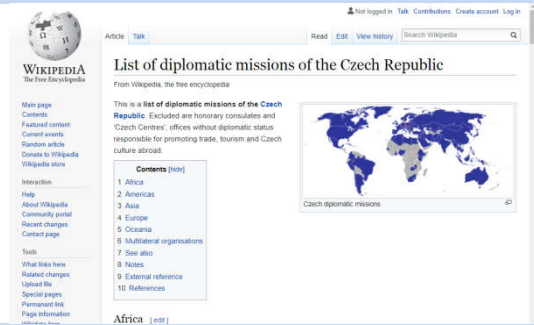 Not logged in Talk Contributions Create account Log in
Article Talk
Read Edit View history Search Wikipedia
WIKIPEDIA
The Free Encyclopedia
Main page
Contents
Featured content
Current events
Random article
Donate to Wikipedia
Wikipedia store
Interaction
Help
About Wikipedia
Community portal
Recent changes
Contact page
Tools
What links here
Related changes
Upload file
Special pages
Permanent link
Page information
Wikidata item
List of diplomatic missions of the Czech Republic
From Wikipedia, the free encyclopedia
This is a list of diplomatic missions of the Czech
Republic. Excluded are honorary consulates and
'Czech Centres', offices without diplomatic status
responsible for promoting trade, tourism and Czech
culture abroad.
Czech diplomatic missions
Contents [hide]
1 Africa
2 Americas
3 Asia
4 Europe
5 Oceania
6 Multilateral organisations
7 See also
8 Notes
9 External reference
10 References
Africa [edit]